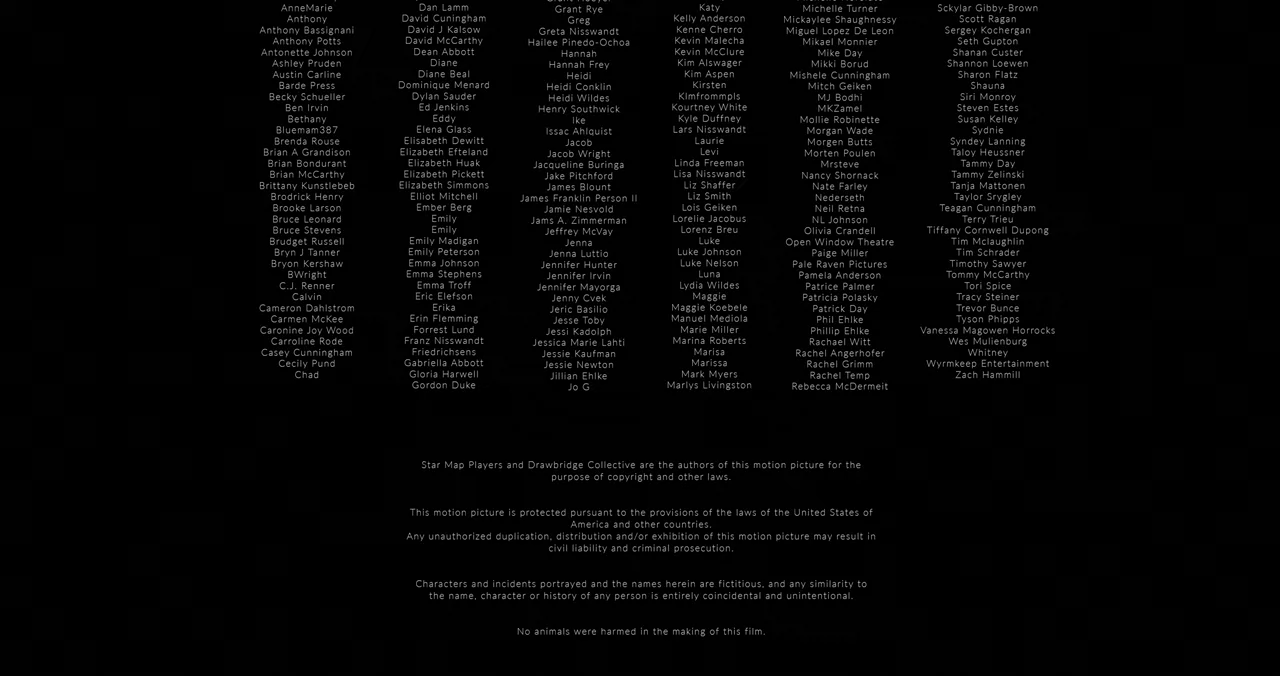 AnneMarie
Anthony
Anthony Bassignani
Anthony Potts
Antonette Johnson
Ashley Pruden
Austin Carline
Barde Press
Becky Schueller
Ben Irvin
Bethany
Bluemam387
Brenda Rouse
Brian A Grandison
Brian Bondurant
Brian McCarthy
Brittany Kunstlebeb
Brodrick Henry
Brooke Larson
Bruce Leonard
Bruce Stevens
Brudget Russell
Bryn J Tanner
Bryon Kershaw
BWright
C.J. Renner
Calvin
Cameron Dahlstrom
Carmen McKee
Caronine Joy Wood
Carroline Rode
Casey Cunningham
Cecily Pund
Chad
Dan Lamm
David Cuningham
David J Kalsow
David McCarthy
Dean Abbott
Diane
Diane Beal
Dominique Menard
Dylan Sauder
Ed Jenkins
Eddy
Elena Glass
Elisabeth Dewitt
Elizabeth Efteland
Elizabeth Huak
Elizabeth Pickett
Elizabeth Simmons
Elliot Mitchell
Ember Berg
Emily
Emily
Emily Madigan
Emily Peterson
Emma Johnson
Emma Stephens
Emma Troff
Eric Elefson
Erika
Erin Flemming
Forrest Lund
Franz Nisswandt
Friedrichsens
Gabriella Abbott
Gloria Harwell
Gordon Duke
Grant Rye
Greg
Greta Nisswandt
Hailee Pinedo-Ochoa
Hannah
Hannah Frey
Heidi
Heidi Conklin
Heidi Wildes
Henry Southwick
Ike
Issac Ahlquist
Jacob
Jacob Wright
Jacqueline Buringa
Jake Pitchford
James Blount
James Franklin Person II
Jamie Nesvold
Jams A. Zimmerman
Jeffrey McVay
Jenna
Jenna Luttio
Jennifer Hunter
Jennifer Irvin
Jennifer Mayorga
Jenny Cvek
Jeric Basilio
Jesse Toby
Jessi Kadolph
Jessica Marie Lahti
Jessie Kaufman
Jessie Newton
Jillian Ehlke
Jo G
Katy
Kelly Anderson
Kenne Cherro
Kevin Malecha
Kevin McClure
Kim Alswager
Kim Aspen
Kirsten
Klmfrommpls
Kourtney White
Kyle Duffney
Lars Nisswandt
Laurie
Levi
Linda Freeman
Lisa Nisswandt
Liz Shaffer
Liz Smith
Lois Geiken
Lorelie Jacobus
Lorenz Breu
Luke
Luke Johnson
Luke Nelson
Luna
Lydia Wildes
Maggie
Maggie Koebele
Manuel Mediola
Marie Miller
Marina Roberts
Marisa
Marissa
Mark Myers
Marlys Livingston
Michelle Turner
Mickaylee Shaughnessy
Miguel Lopez De Leon
Mikael Monnier
Mike Day
Mikki Borud
Mishele Cunningham
Mitch Geiken
MJ Bodhi
MKZamel
Mollie Robinette
Morgan Wade
Morgen Butts
Morten Poulen
Mrsteve
Nancy Shornack
Nate Farley
Nederseth
Neil Retna
NL Johnson
Olivia Crandell
Open Window Theatre
Paige Miller
Pale Raven Pictures
Pamela Anderson
Patrice Palmer
Patricia Polasky
Patrick Day
Phil Ehlke
Phillip Ehlke
Rachael Witt
Rachel Angerhofer
Rachel Grimm
Rachel Temp
Rebecca McDermeit
Sckylar Gibby-Brown
Scott Ragan
Sergey Kochergan
Seth Gupton
Shanan Custer
Shannon Loewen
Sharon Flatz
Shauna
Siri Monroy
Steven Estes
Susan Kelley
Sydnie
Syndey Lanning
Taloy Heussner
Tammy Day
Tammy Zelinski
Tanja Mattonen
Taylor Srygley
Teagan Cunningham
Terry Trieu
Tiffany Cornwell Dupong
Tim Mclaughlin
Tim Schrader
Timothy Sawyer
Tommy McCarthy
Tori Spice
Tracy Steiner
Trevor Bunce
Tyson Phipps
Vanessa Magowen Horrocks
Wes Mulienburg
Whitney
Wyrmkeep Entertainment
Zach Hammill
Star Map Players and Drawbridge Collective are the authors of this motion picture for the
purpose of copyright and other laws.
This motion picture is protected pursuant to the provisions of the laws of the United States of
America and other countries.
Any unauthorized duplication, distribution and/or exhibition of this motion picture may result in
civil liability and criminal prosecution.
Characters and incidents portrayed and the names herein are fictitious, and any similarity to
the name, character or history of any person is entirely coincidental and unintentional.
No animals were harmed in the making of this film.